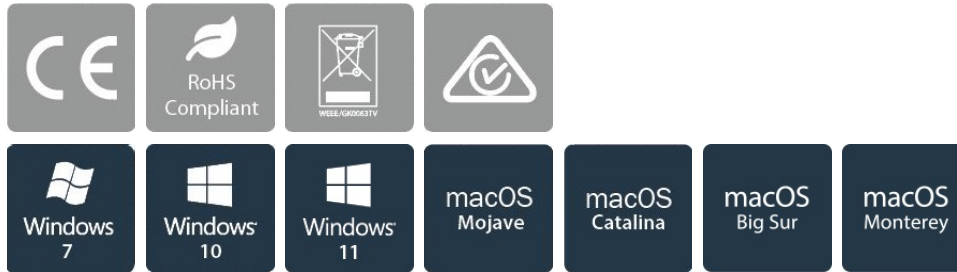 CE
RoHS
Compliant
WEEE/GK0063TV
Windows
7
Windows
10
Windows
11
macOS
Mojave
macOS
Catalina
macOS
Big Sur
macOS
Monterey